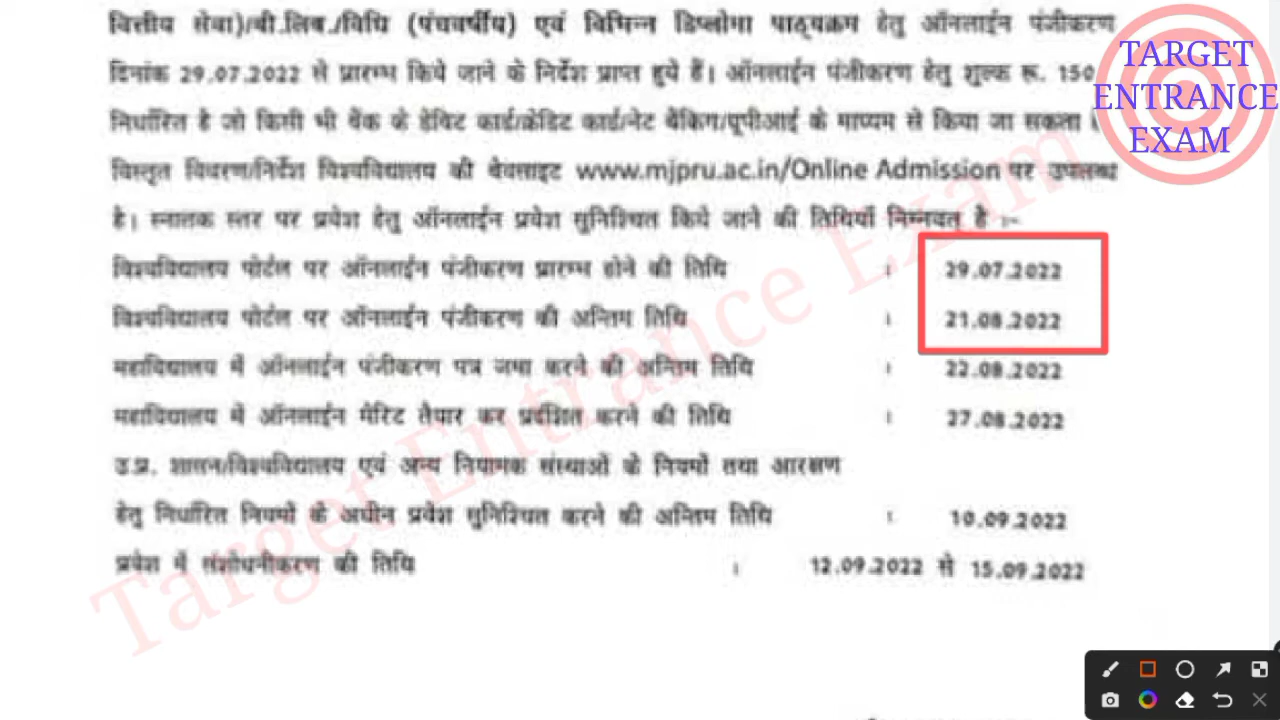 वित्तीय सेवा)/बी.लिब./विधि (पंचवर्षीय) एवं विभिन्न डिप्लोमा पाठ्यक्रम हेतु ऑनलाईन पंजीकरण
दिनांक 29.07.2022 से प्रारम्भ किये जाने के निर्देश प्राप्त हुये हैं। ऑनलाईन पंजीकरण हेतु शुल्क रू. 150
निर्धारित है जो किसी भी बैंक के डेबिट कार्ड/क्रेडिट कार्ड/नेट बैंकिग/यूपीआई के माध्यम से किया जा सकता
विस्तृत विवरण/निर्देश विश्वविद्यालय की बेवसाइट www.mjpru.ac.in/Online Admission पर उपलब्ध
है। स्नातक स्तर पर प्रवेश हेतु ऑनलाईन प्रवेश सुनिश्चित किये जाने की तिथियाँ निम्नवत् है :-
विश्वविद्यालय पोर्टल पर ऑनलाईन पंजीकरण प्रारम्भ होने की तिथि : 29.07.2022
विश्वविद्यालय पोर्टल पर ऑनलाईन पंजीकरण की अन्तिम तिथि : 21.08.2022
महाविद्यालय में ऑनलाईन पंजीकरण पत्र जमा करने की अन्तिम तिथि : 22.08.2022
महाविद्यालय में ऑनलाईन मेरिट तैयार कर प्रदर्शित करने की तिथि : 27.08.2022
उ.प्र. शासन/विश्वविद्यालय एवं अन्य नियामक संस्थाओं के नियमों तथा आरक्षण
हेतु निर्धारित नियमों के अधीन प्रवेश सुनिश्चित करने की अन्तिम तिथि : 10.09.2022
प्रवेश में संशोधनीकरण की तिथि : 12.09.2022 से 15.09.2022
TARGET
ENTRANCE
EXAM
Target Entrance Exam